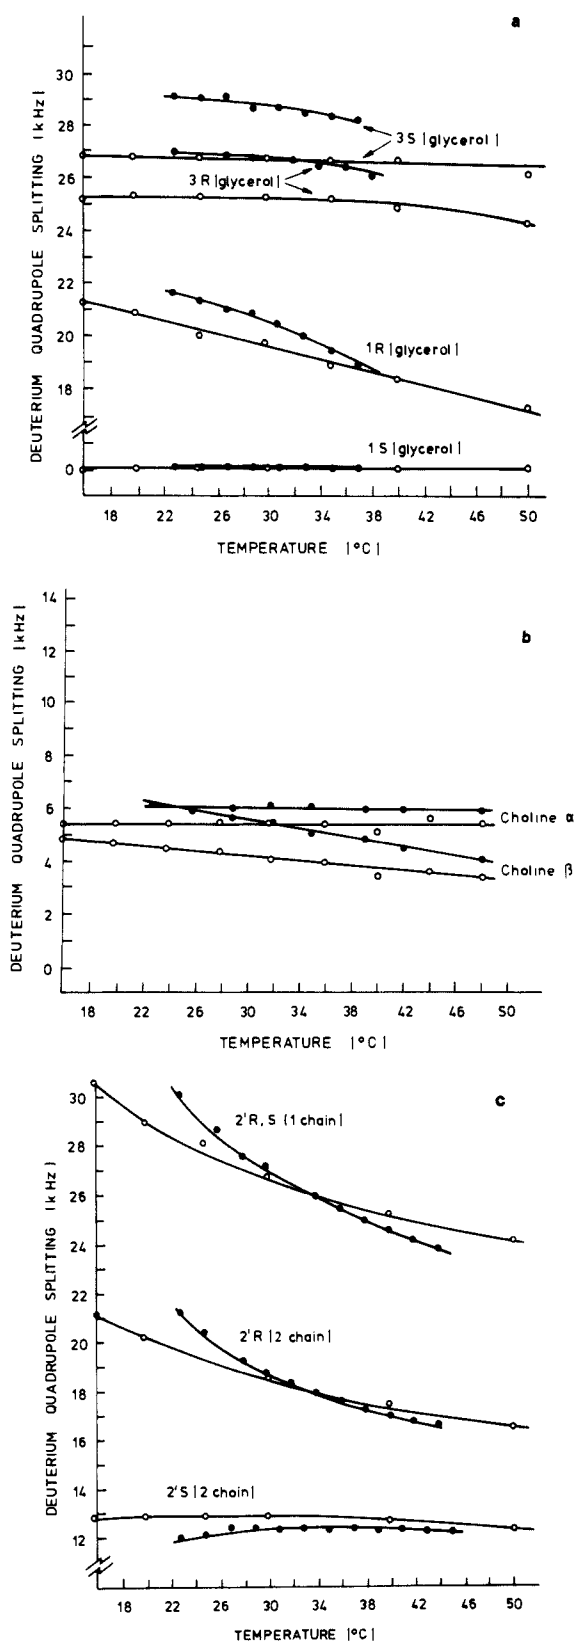 a
DEUTERIUM QUADRUPOLE SPLITTING |kHz|
30
28
26
24
22
20
18
0
3S|glycerol|
3R|glycerol|
1R|glycerol|
1S|glycerol|
18 22 26 30 34 38 42 46 50
TEMPERATURE |°C|
b
DEUTERIUM QUADRUPOLE SPLITTING |kHz|
14
12
10
8
6
4
2
0
Choline α
Choline β
18 22 26 30 34 38 42 46 50
TEMPERATURE |°C|
c
DEUTERIUM QUADRUPOLE SPLITTING |kHz|
30
28
26
24
22
20
18
16
14
12
2'R, S (1 chain|
2'R|2 chain|
2'S|2 chain|
18 22 26 30 34 38 42 46 50
TEMPERATURE |°C|